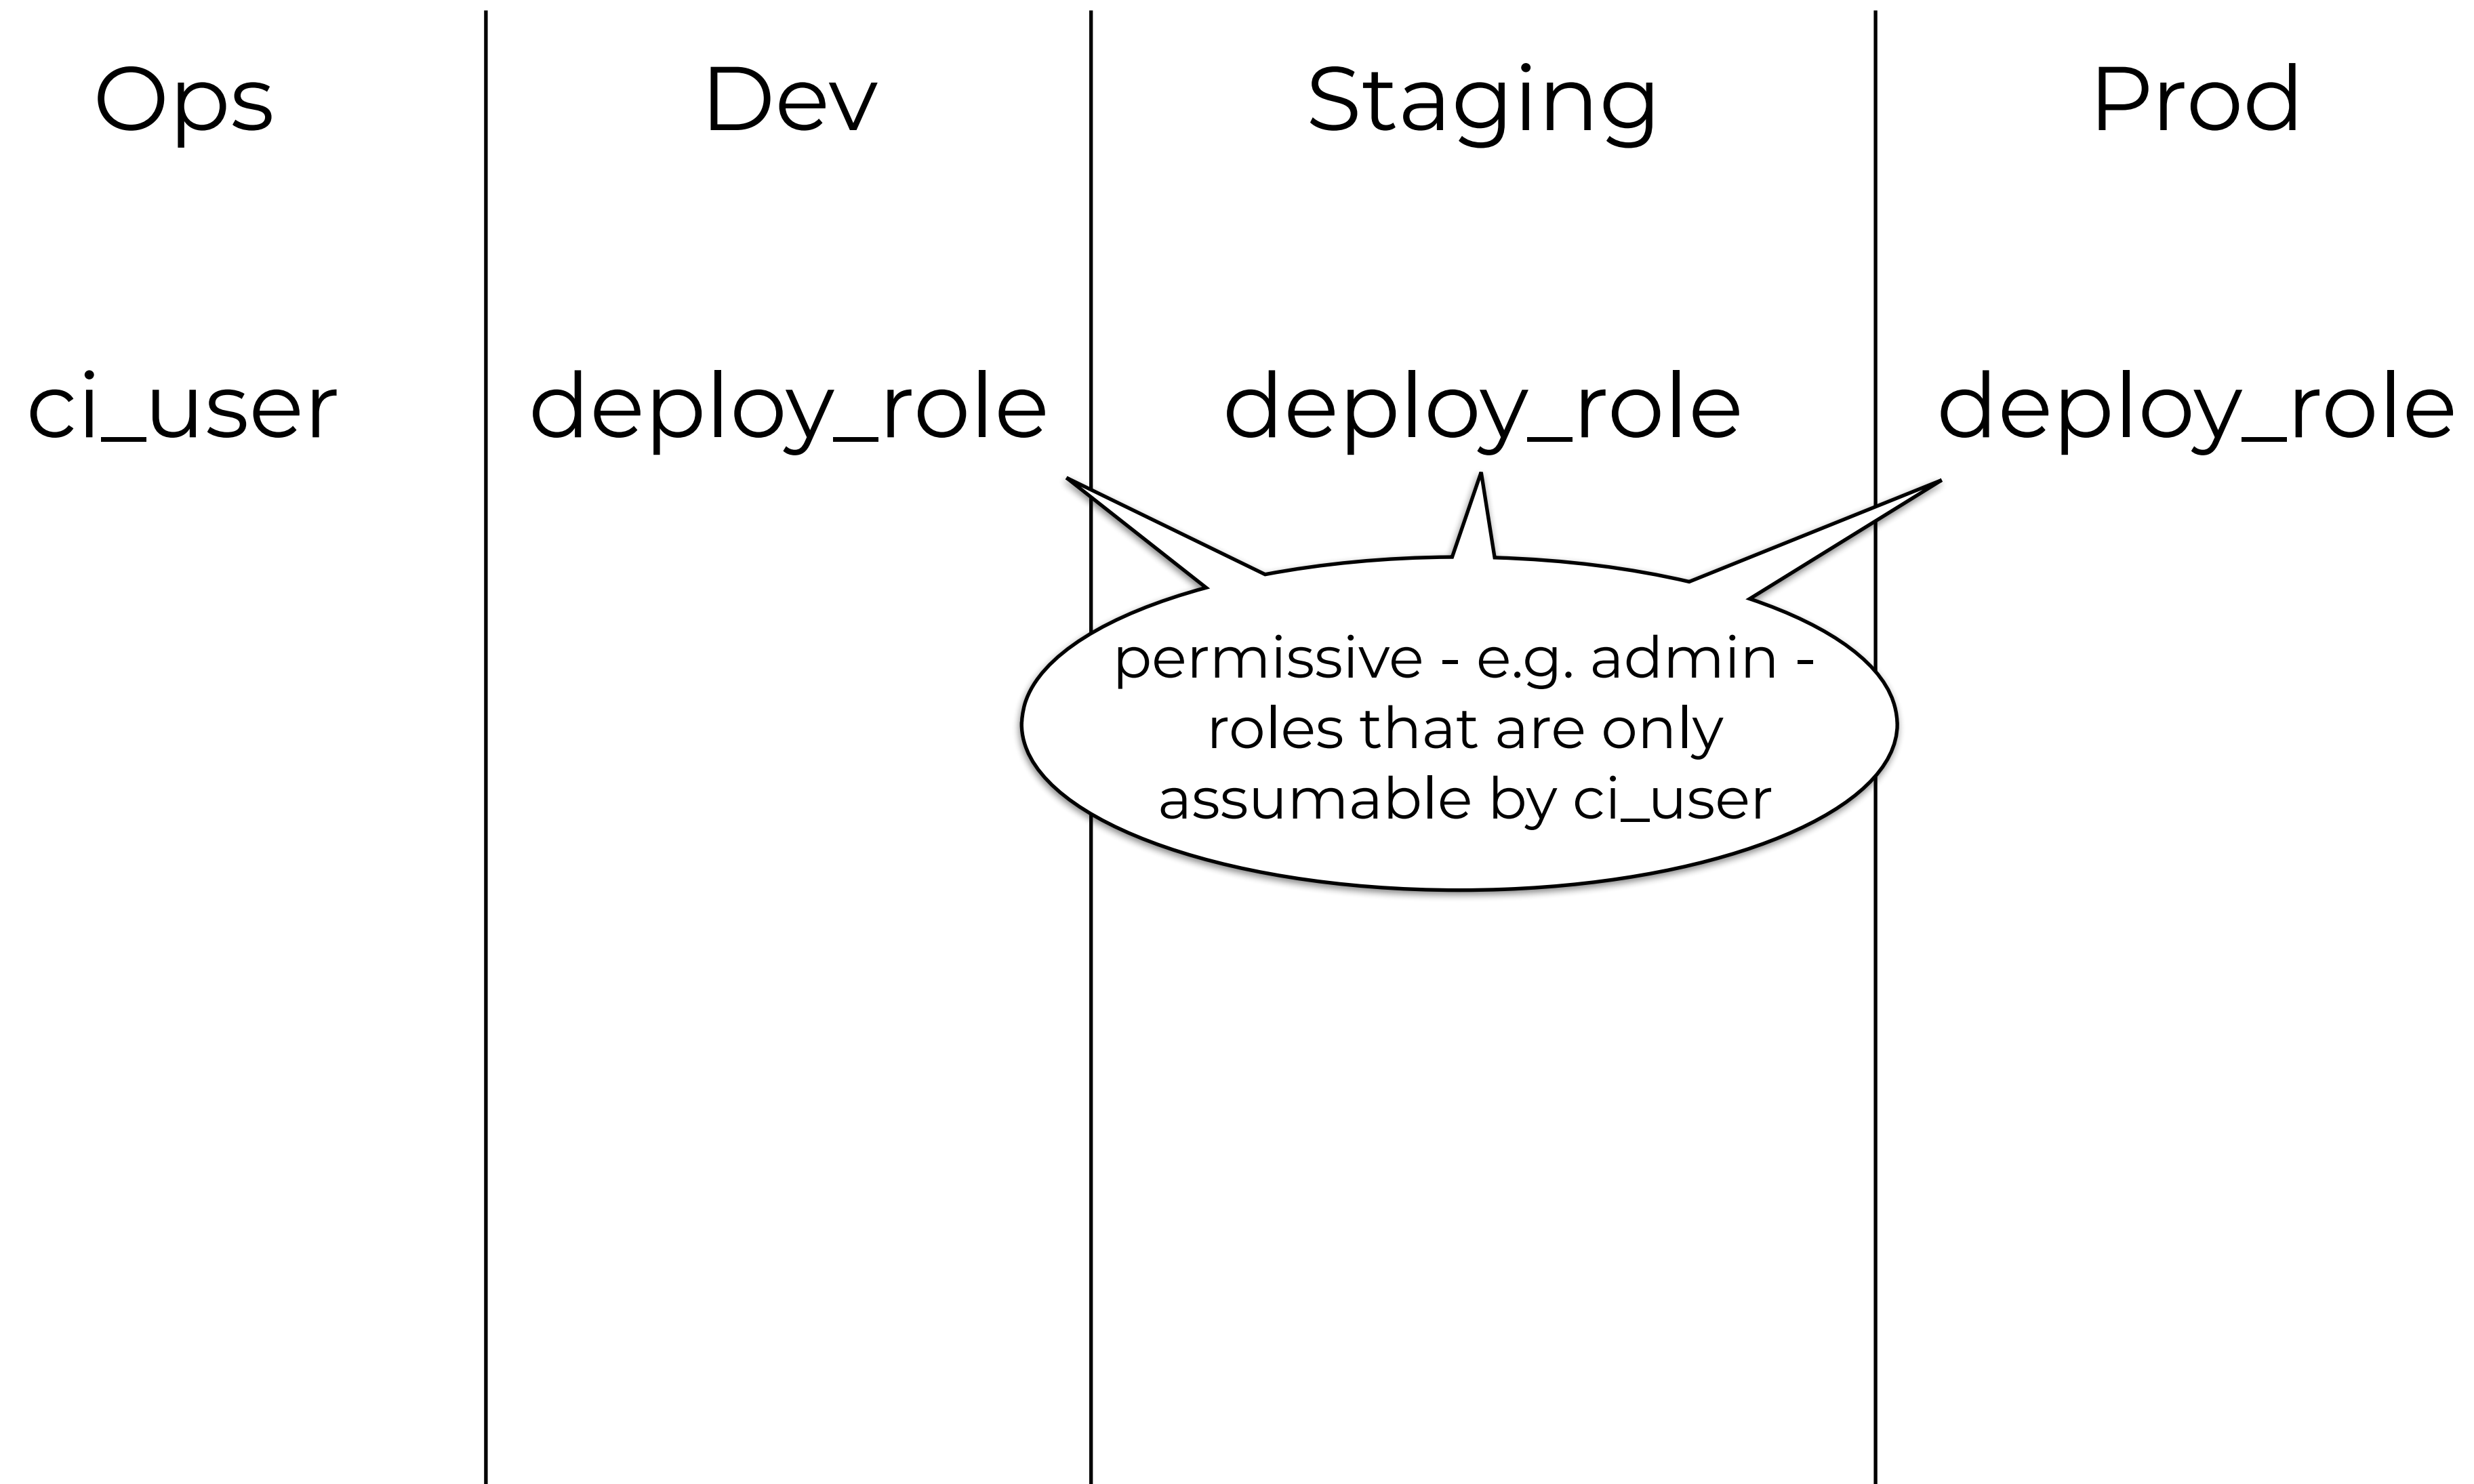 Ops
Dev
Staging
Prod
ci_user
deploy_role
deploy_role
deploy_role
permissive - e.g. admin -
roles that are only
assumable by ci_user